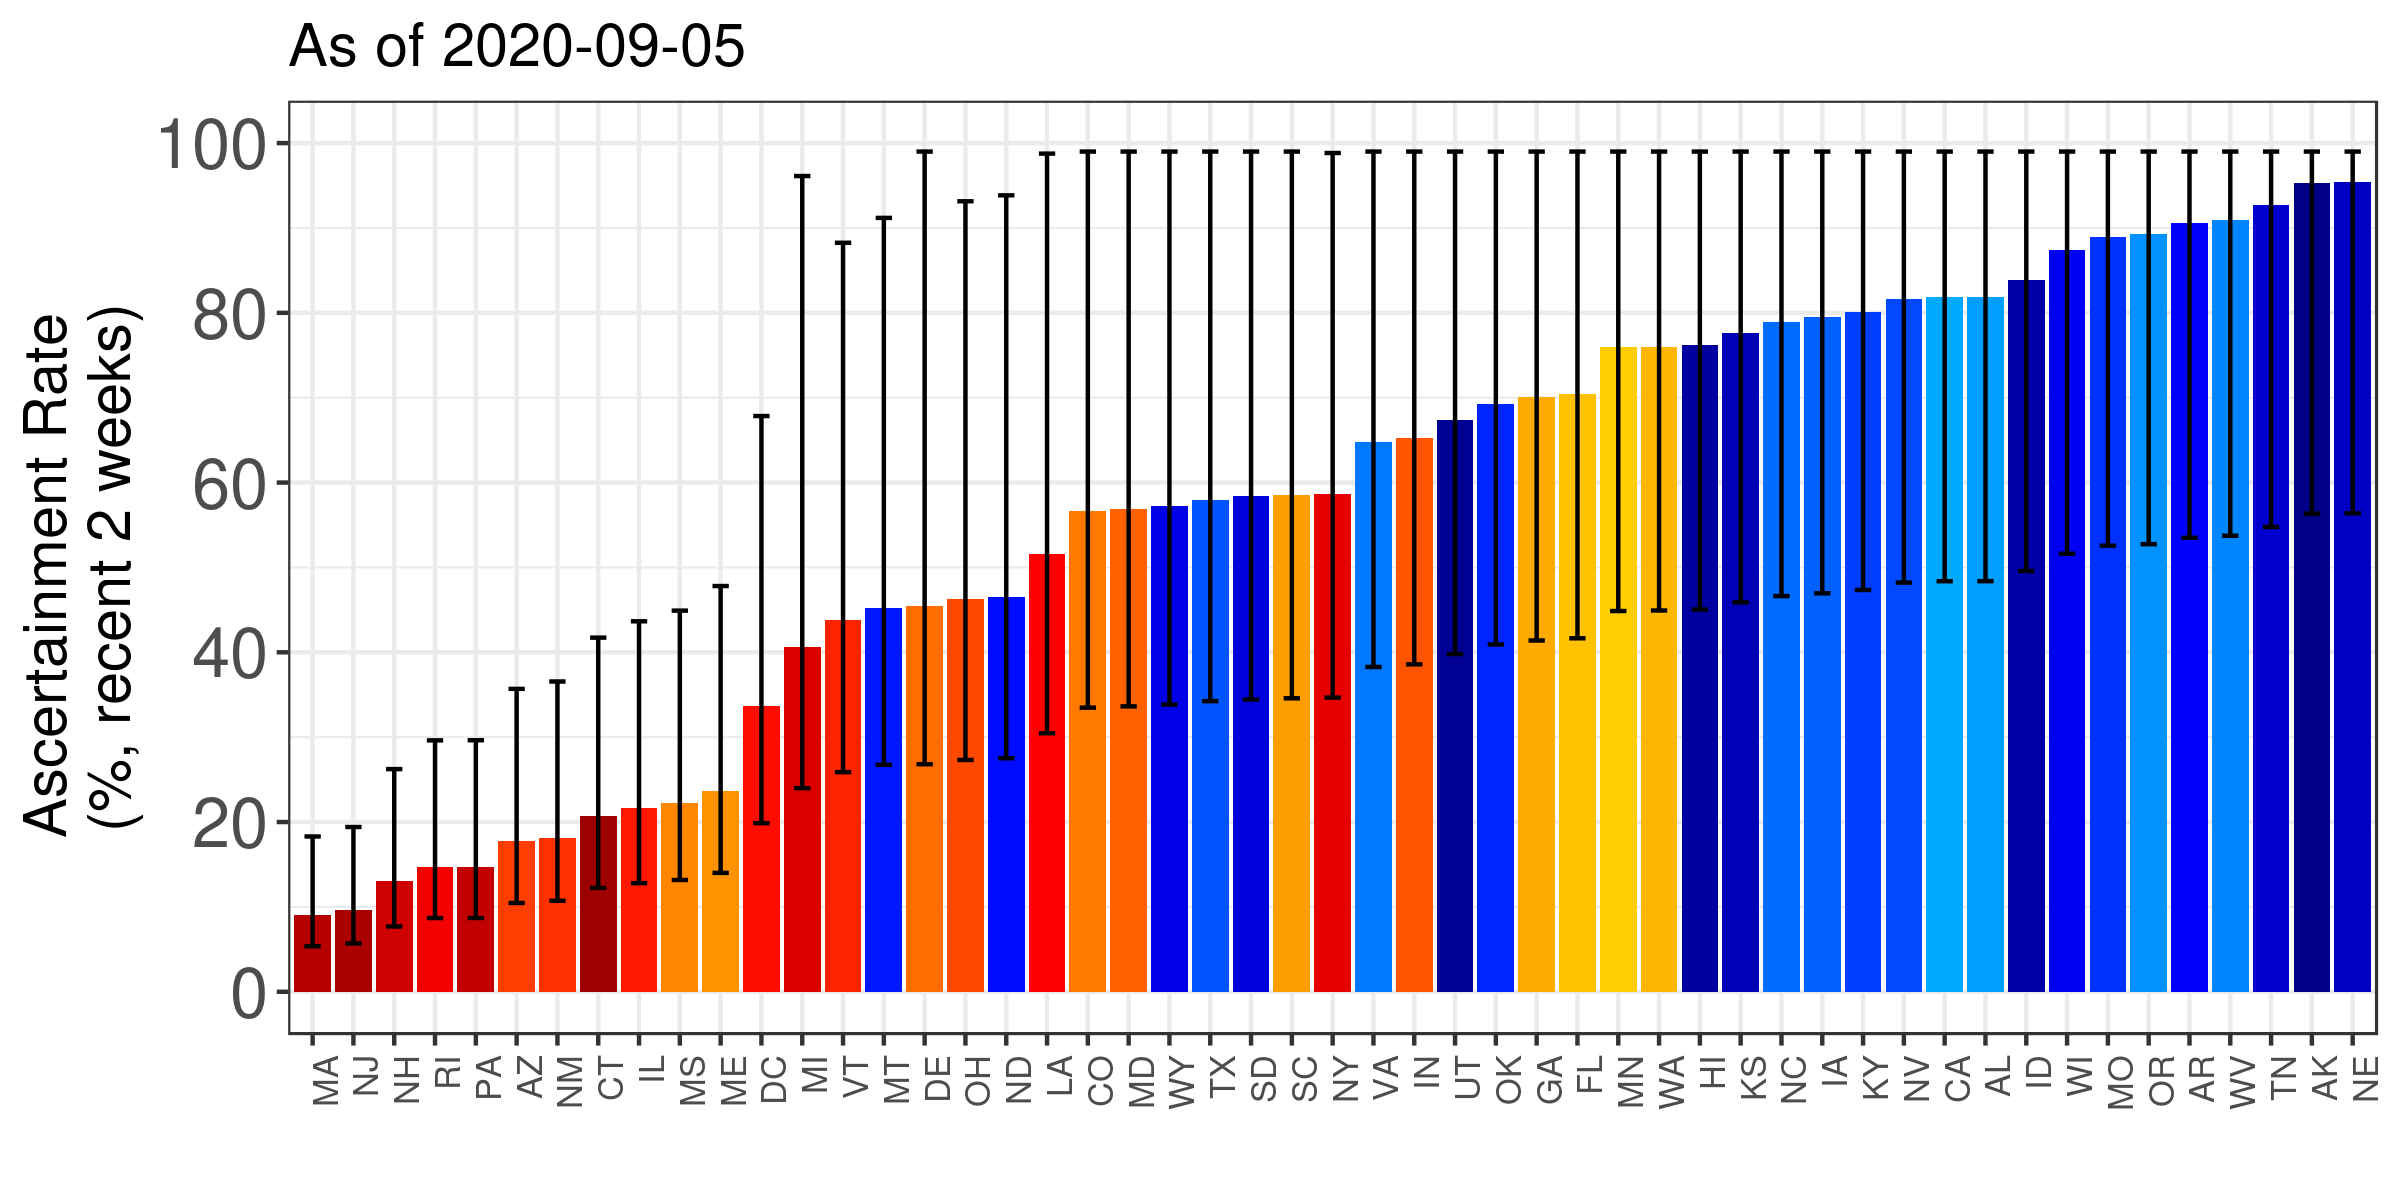 As of 2020-09-05
Ascertainment Rate
(%, recent 2 weeks)
100
80
60
40
20
0
MA NJ NH RI PA AZ NM CT IL MS ME DC MI VT MT DE OH ND LA CO MD WY TX SD SC NY VA IN UT OK GA FL MN WA HI KS NC IA KY NV CA AL ID WI MO OR AR WV TN AK NE